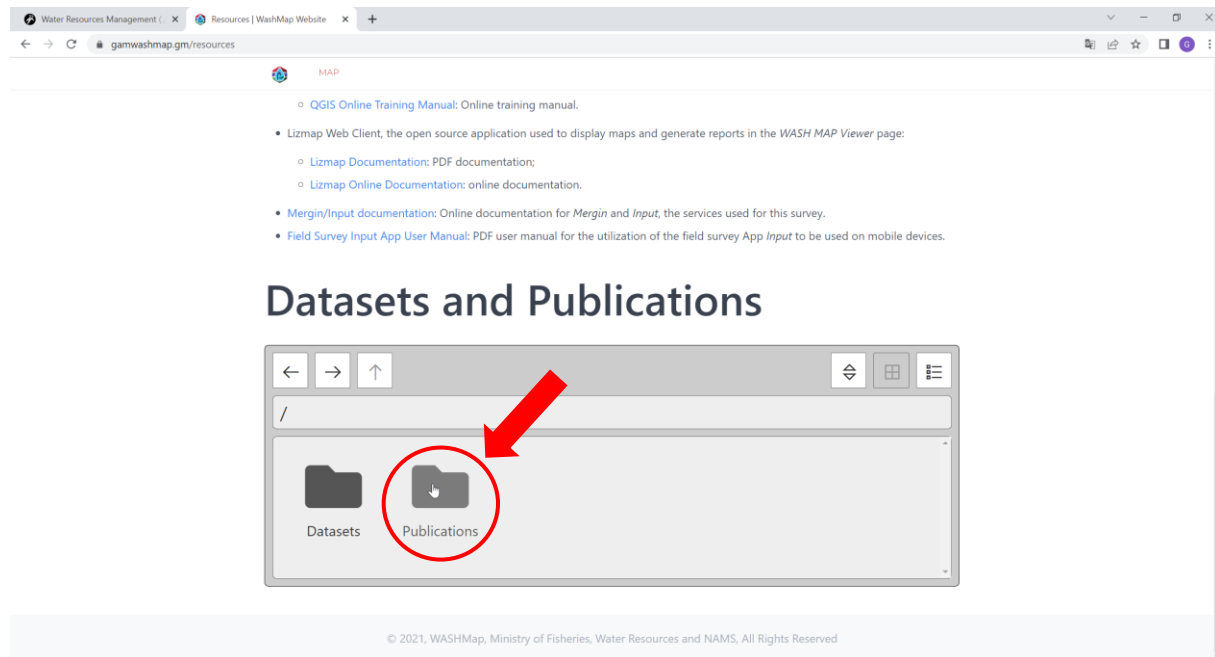 Water Resources Management (
Resources | WashMap Website
gamwashmap.gm/resources
G
MAP
QGIS Online Training Manual: Online training manual.
Lizmap Web Client, the open source application used to display maps and generate reports in the WASH MAP Viewer page:
Lizmap Documentation: PDF documentation;
Lizmap Online Documentation: online documentation.
Mergin/Input documentation: Online documentation for Mergin and Input, the services used for this survey.
Field Survey Input App User Manual: PDF user manual for the utilization of the field survey App Input to be used on mobile devices.
Datasets and Publications
/
Datasets Publications
© 2021, WASHMap, Ministry of Fisheries, Water Resources and NAMS, All Rights Reserved